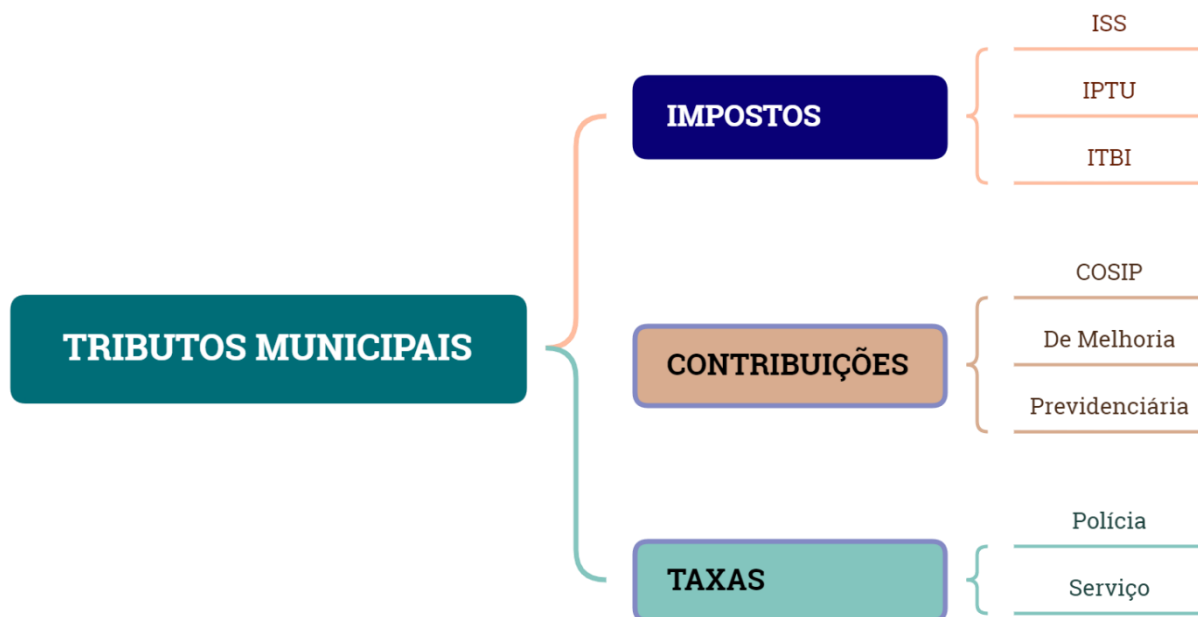 TRIBUTOS MUNICIPAIS
IMPOSTOS
ISS
IPTU
ITBI
CONTRIBUIÇÕES
COSIP
De Melhoria
Previdenciária
TAXAS
Polícia
Serviço